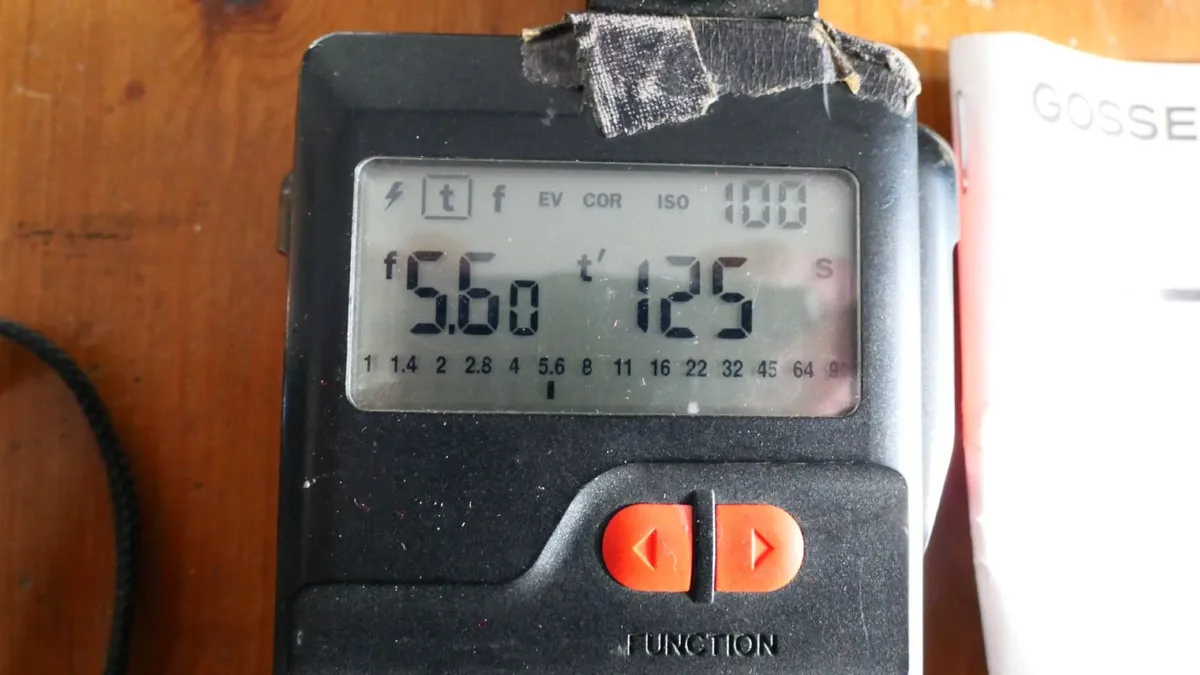 GOSSE
t f EV COR ISO 100
f 5.60 t' 125 S
1 1.4 2 2.8 4 5.6 8 11 16 22 32 45 64 90
FUNCTION